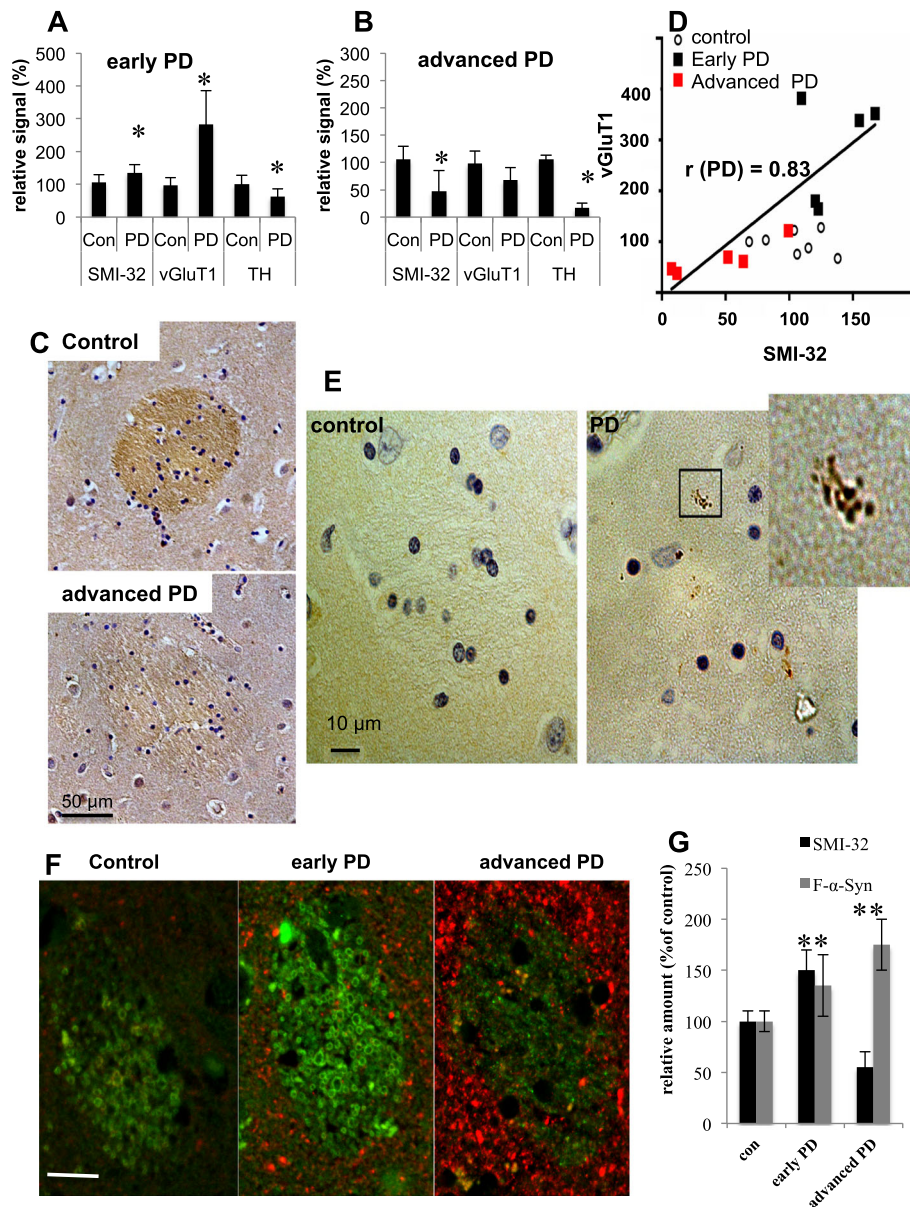 A
early PD
relative signal (%)
500
400
300
200
100
0
*
*
*
Con PD Con PD Con PD
SMI-32 vGluT1 TH
B
advanced PD
relative signal (%)
300
250
200
150
100
50
0
*
*
Con PD Con PD Con PD
SMI-32 vGluT1 TH
D
control
Early PD
Advanced PD
vGluT1
400
300
200
100
r (PD) = 0.83
0 50 100 150
SMI-32
C
Control
advanced PD
50 µm
E
control
PD
10 µm
F
Control early PD advanced PD
G
SMI-32
F-α-Syn
relative amount (%of control)
250
200
150
100
50
0
**
**
con
early PD
advanced PD